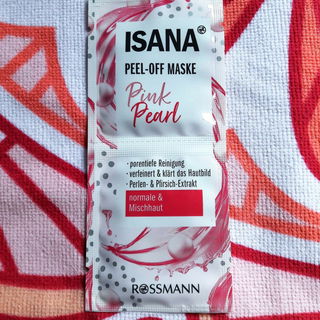 ISANA
PEEL-OFF MASKE
Pink
Pearl
· porentiefe Reinigung
· verfeinert & klärt das Hautbild
· Perlen- & Pfirsich-Extrakt
normale &
Mischhaut
ROSSMANN